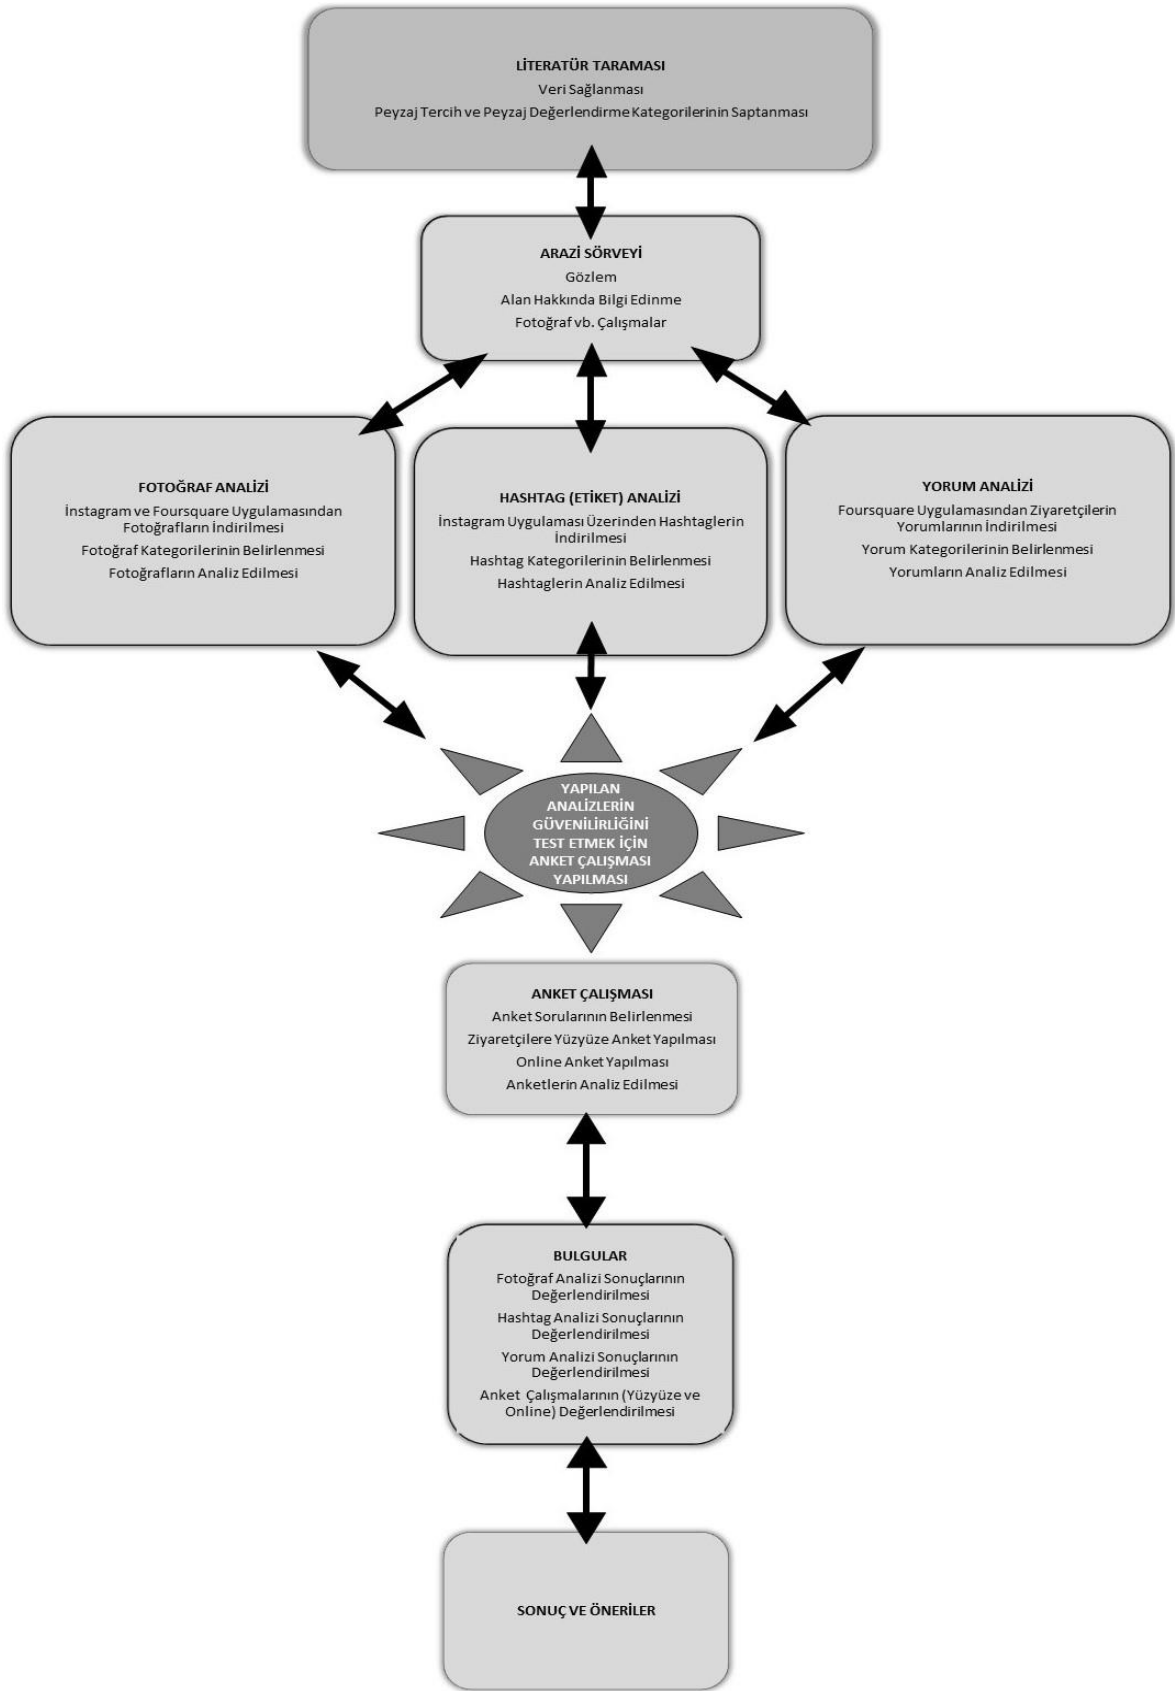 LİTERATÜR TARAMASI
Veri Sağlanması
Peyzaj Tercih ve Peyzaj Değerlendirme Kategorilerinin Saptanması
ARAZİ SÖRVEYİ
Gözlem
Alan Hakkında Bilgi Edinme
Fotoğraf vb. Çalışmalar
FOTOĞRAF ANALİZİ
İnstagram ve Foursquare Uygulamasından
Fotoğrafların İndirilmesi
Fotoğraf Kategorilerinin Belirlenmesi
Fotoğrafların Analiz Edilmesi
HASHTAG (ETİKET) ANALİZİ
İnstagram Uygulaması Üzerinden Hashtaglerin
İndirilmesi
Hashtag Kategorilerinin Belirlenmesi
Hashtaglerin Analiz Edilmesi
YORUM ANALİZİ
Foursquare Uygulamasından Ziyaretçilerin
Yorumlarının İndirilmesi
Yorum Kategorilerinin Belirlenmesi
Yorumların Analiz Edilmesi
YAPILAN
ANALİZLERİN
GÜVENİLİRLİĞİNİ
TEST ETMEK İÇİN
ANKET ÇALIŞMASI
YAPILMASI
ANKET ÇALIŞMASI
Anket Sorularının Belirlenmesi
Ziyaretçilere Yüzyüze Anket Yapılması
Online Anket Yapılması
Anketlerin Analiz Edilmesi
BULGULAR
Fotoğraf Analizi Sonuçlarının
Değerlendirilmesi
Hashtag Analizi Sonuçlarının
Değerlendirilmesi
Yorum Analizi Sonuçlarının
Değerlendirilmesi
Anket Çalışmalarının (Yüzyüze ve
Online) Değerlendirilmesi
SONUÇ VE ÖNERİLER